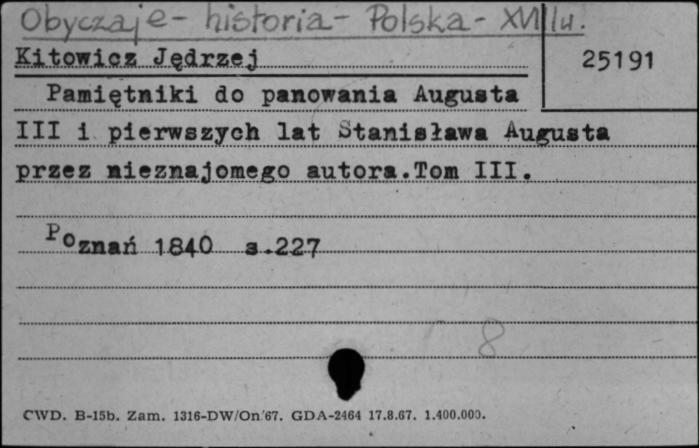 Obyczaje - historia - Polska - XVIII w.
Kitowicz Jędrzej
25191
Pamiętniki do panowania Augusta
III i pierwszych lat Stanisława Augusta
przez nieznajomego autora.Tom III.
Poznań 1840 s.227
8
CWD. B-15b. Zam. 1316-DW/On/67. GDA-2464 17.8.67. 1.400.000.